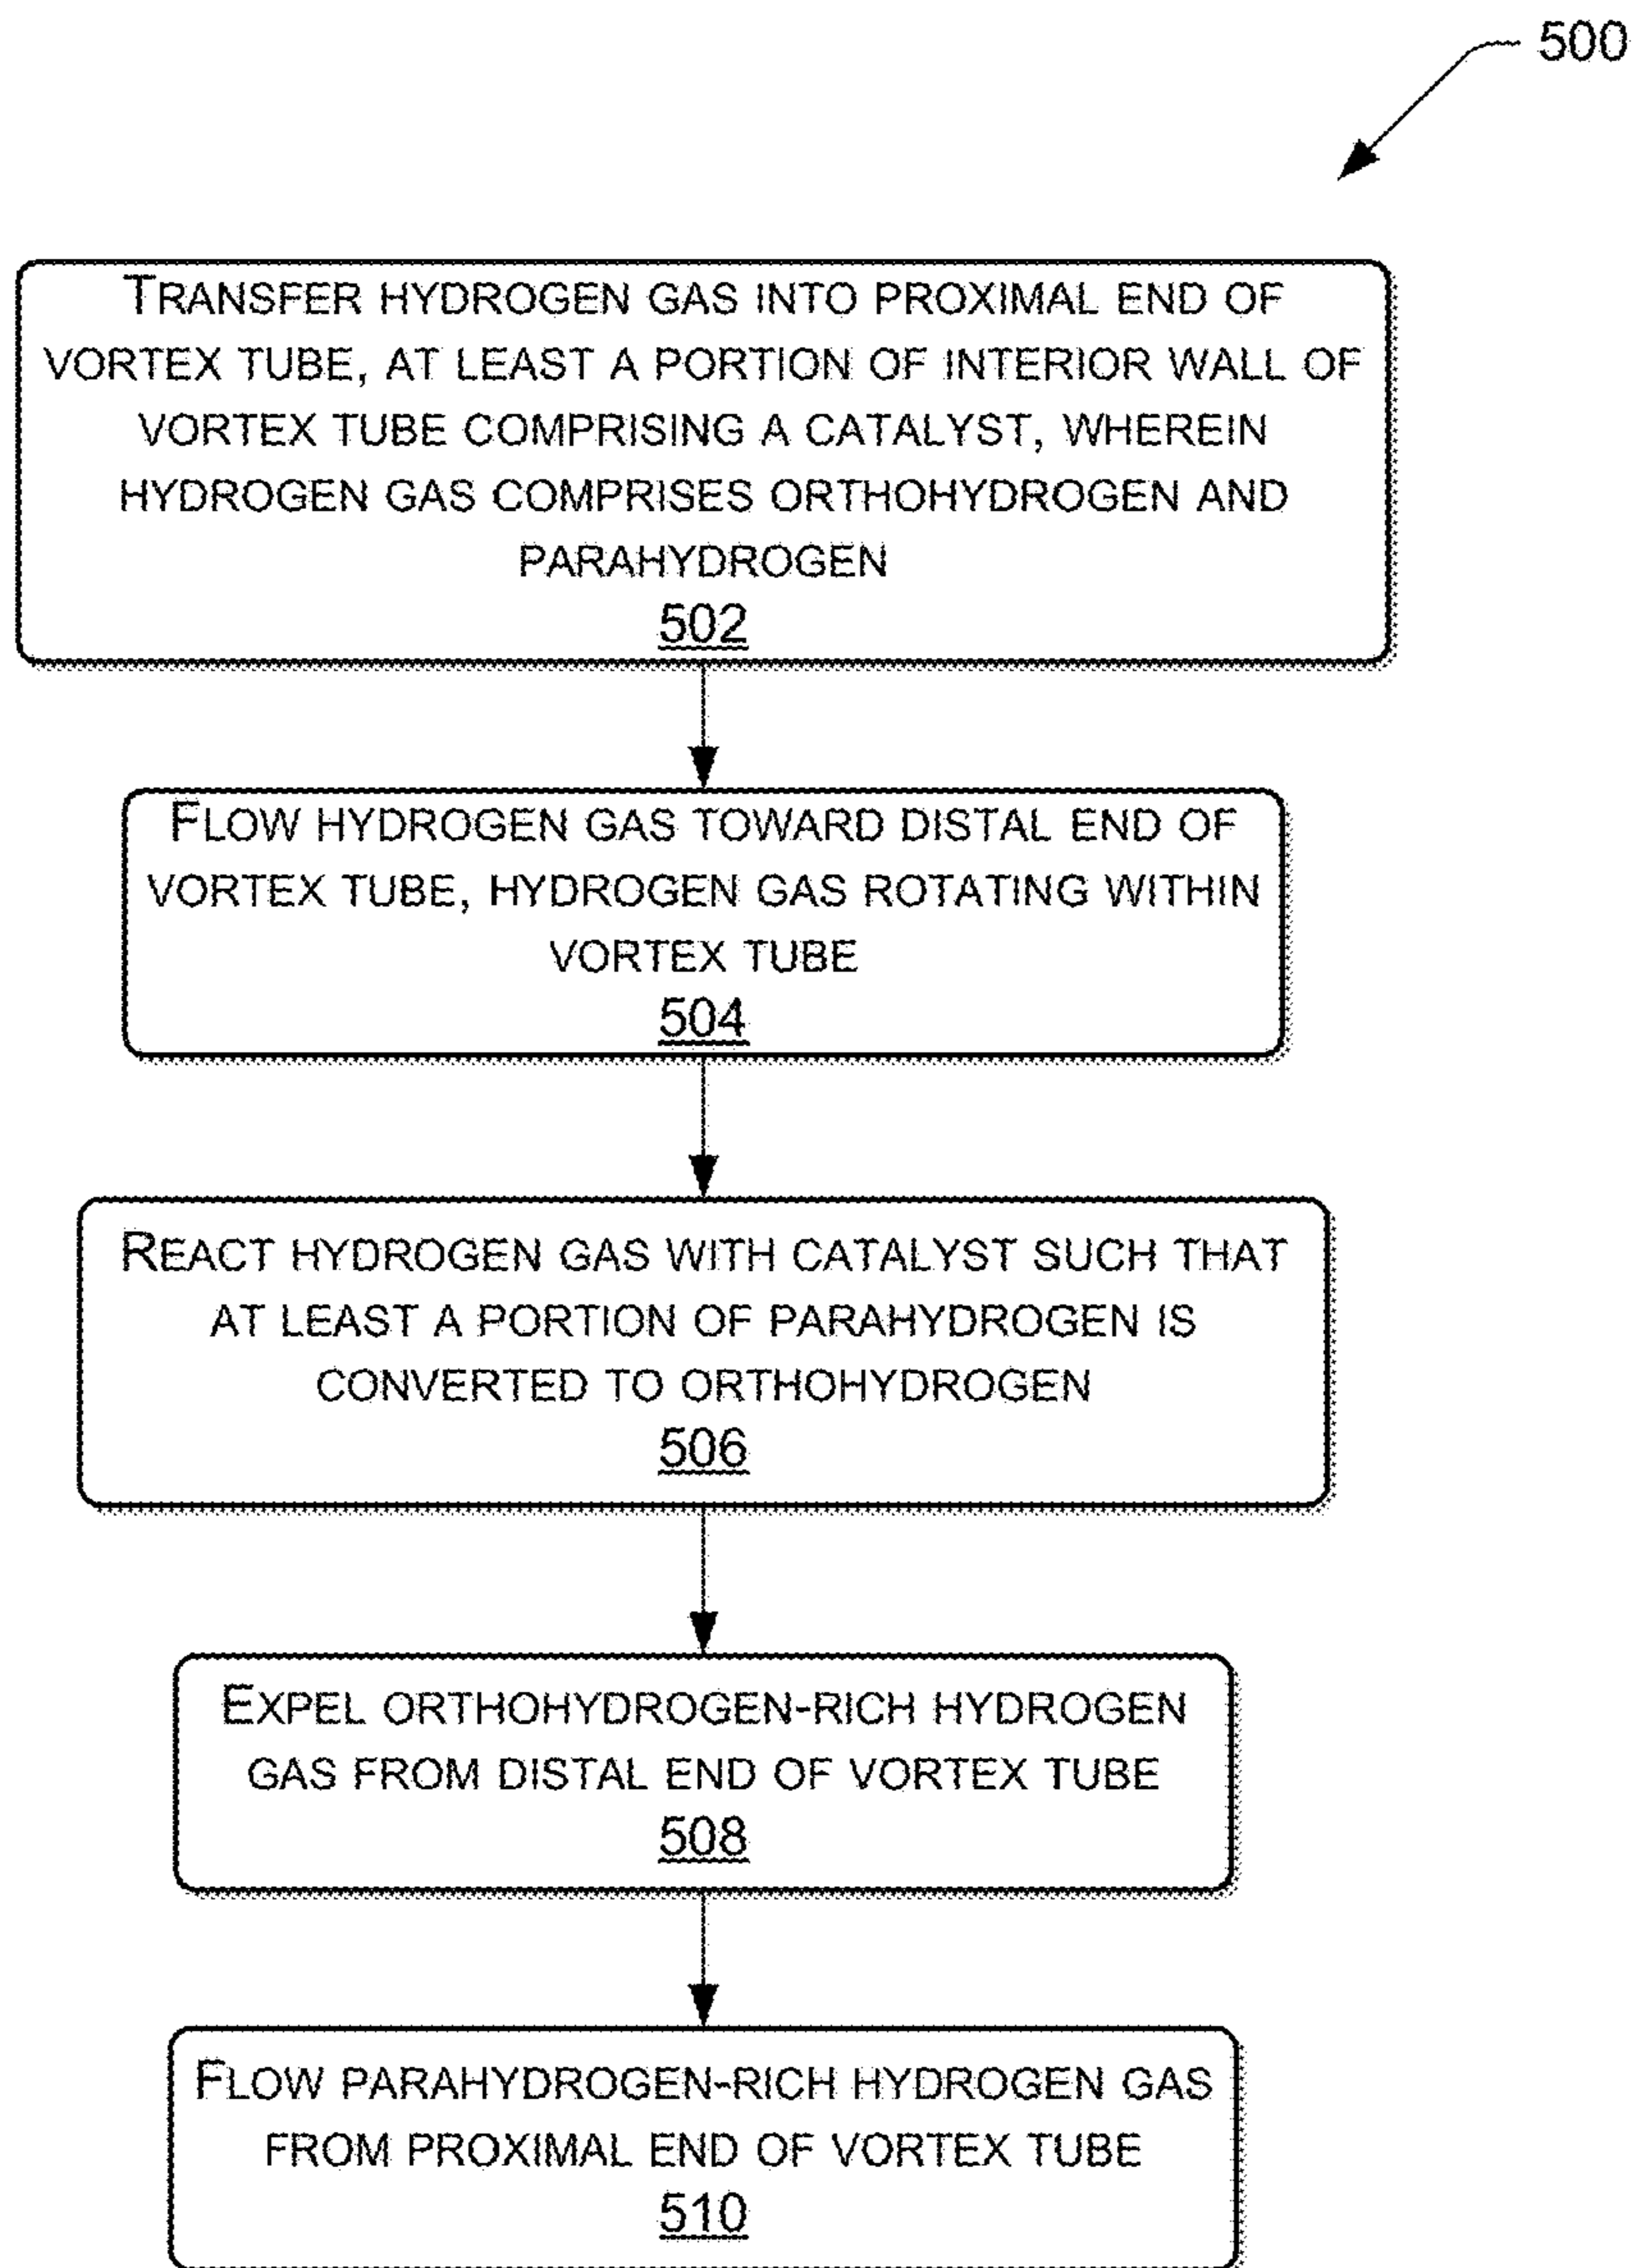 500
TRANSFER HYDROGEN GAS INTO PROXIMAL END OF
VORTEX TUBE, AT LEAST A PORTION OF INTERIOR WALL OF
VORTEX TUBE COMPRISING A CATALYST, WHEREIN
HYDROGEN GAS COMPRISES ORTHOHYDROGEN AND
PARAHYDROGEN
502
FLOW HYDROGEN GAS TOWARD DISTAL END OF
VORTEX TUBE, HYDROGEN GAS ROTATING WITHIN
VORTEX TUBE
504
REACT HYDROGEN GAS WITH CATALYST SUCH THAT
AT LEAST A PORTION OF PARAHYDROGEN IS
CONVERTED TO ORTHOHYDROGEN
506
EXPEL ORTHOHYDROGEN-RICH HYDROGEN
GAS FROM DISTAL END OF VORTEX TUBE
508
FLOW PARAHYDROGEN-RICH HYDROGEN GAS
FROM PROXIMAL END OF VORTEX TUBE
510